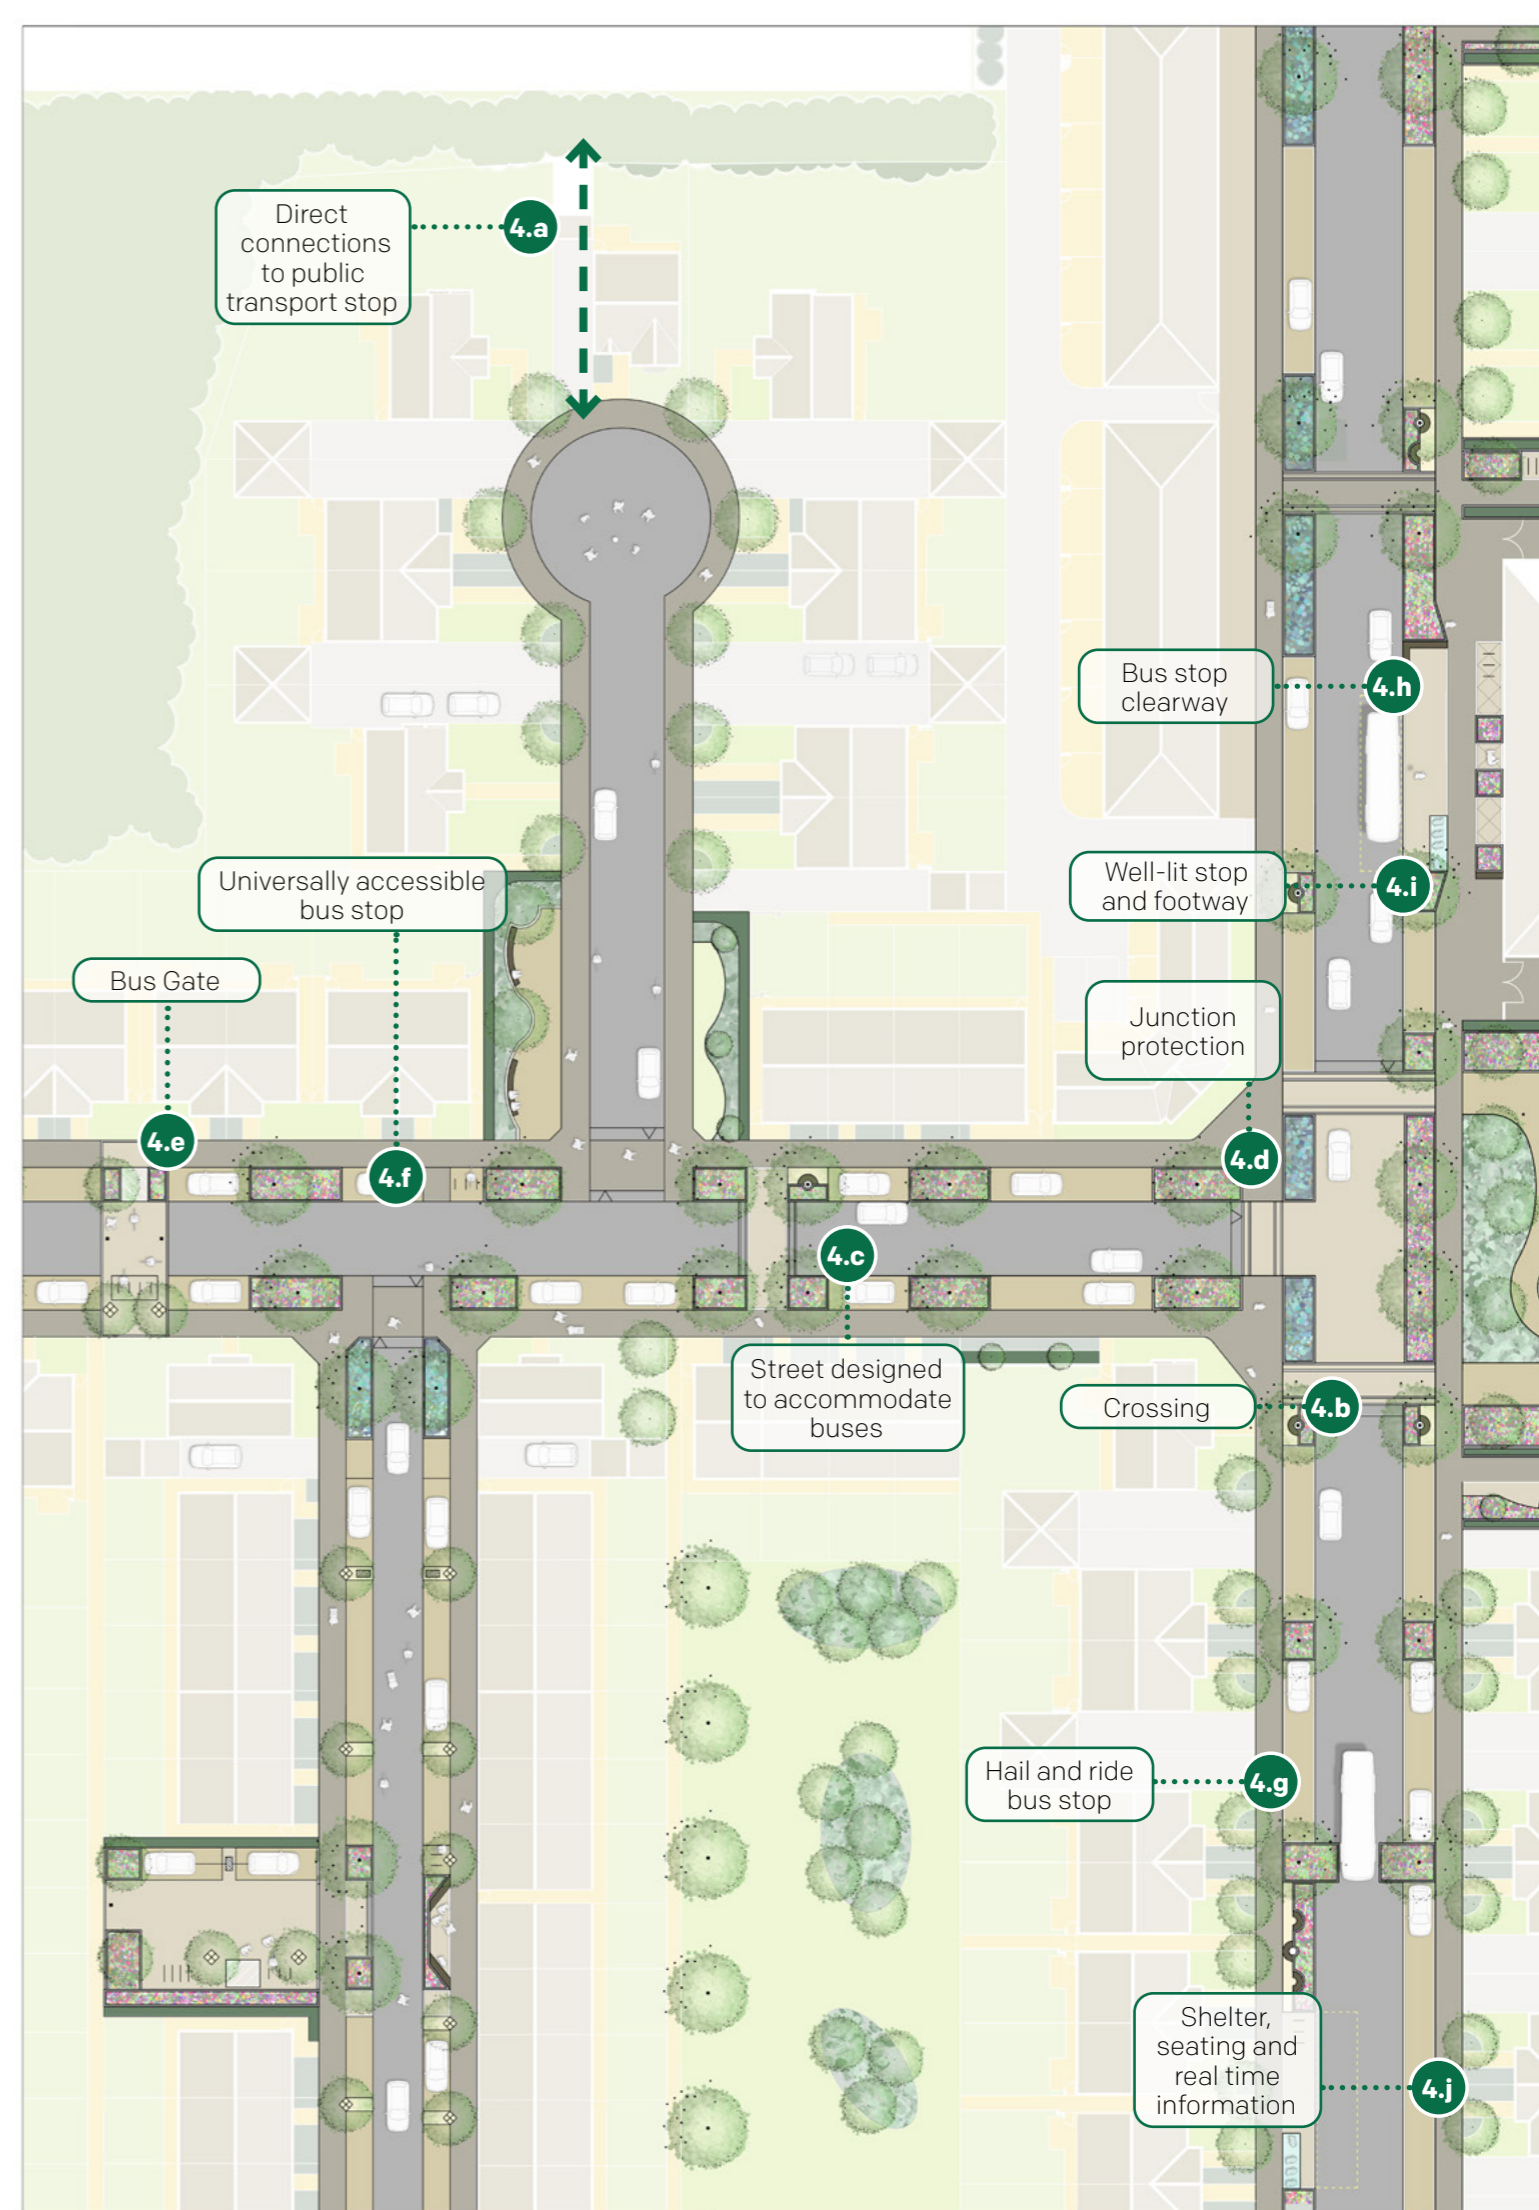 Direct
connections
to public
transport stop
4.a
Bus stop
clearway
4.h
Universally accessible
bus stop
Well-lit stop
and footway
4.i
Bus Gate
Junction
protection
4.e
4.f
4.d
4.c
Street designed
to accommodate
buses
Crossing
4.b
Hail and ride
bus stop
4.g
Shelter,
seating and
real time
information
4.j